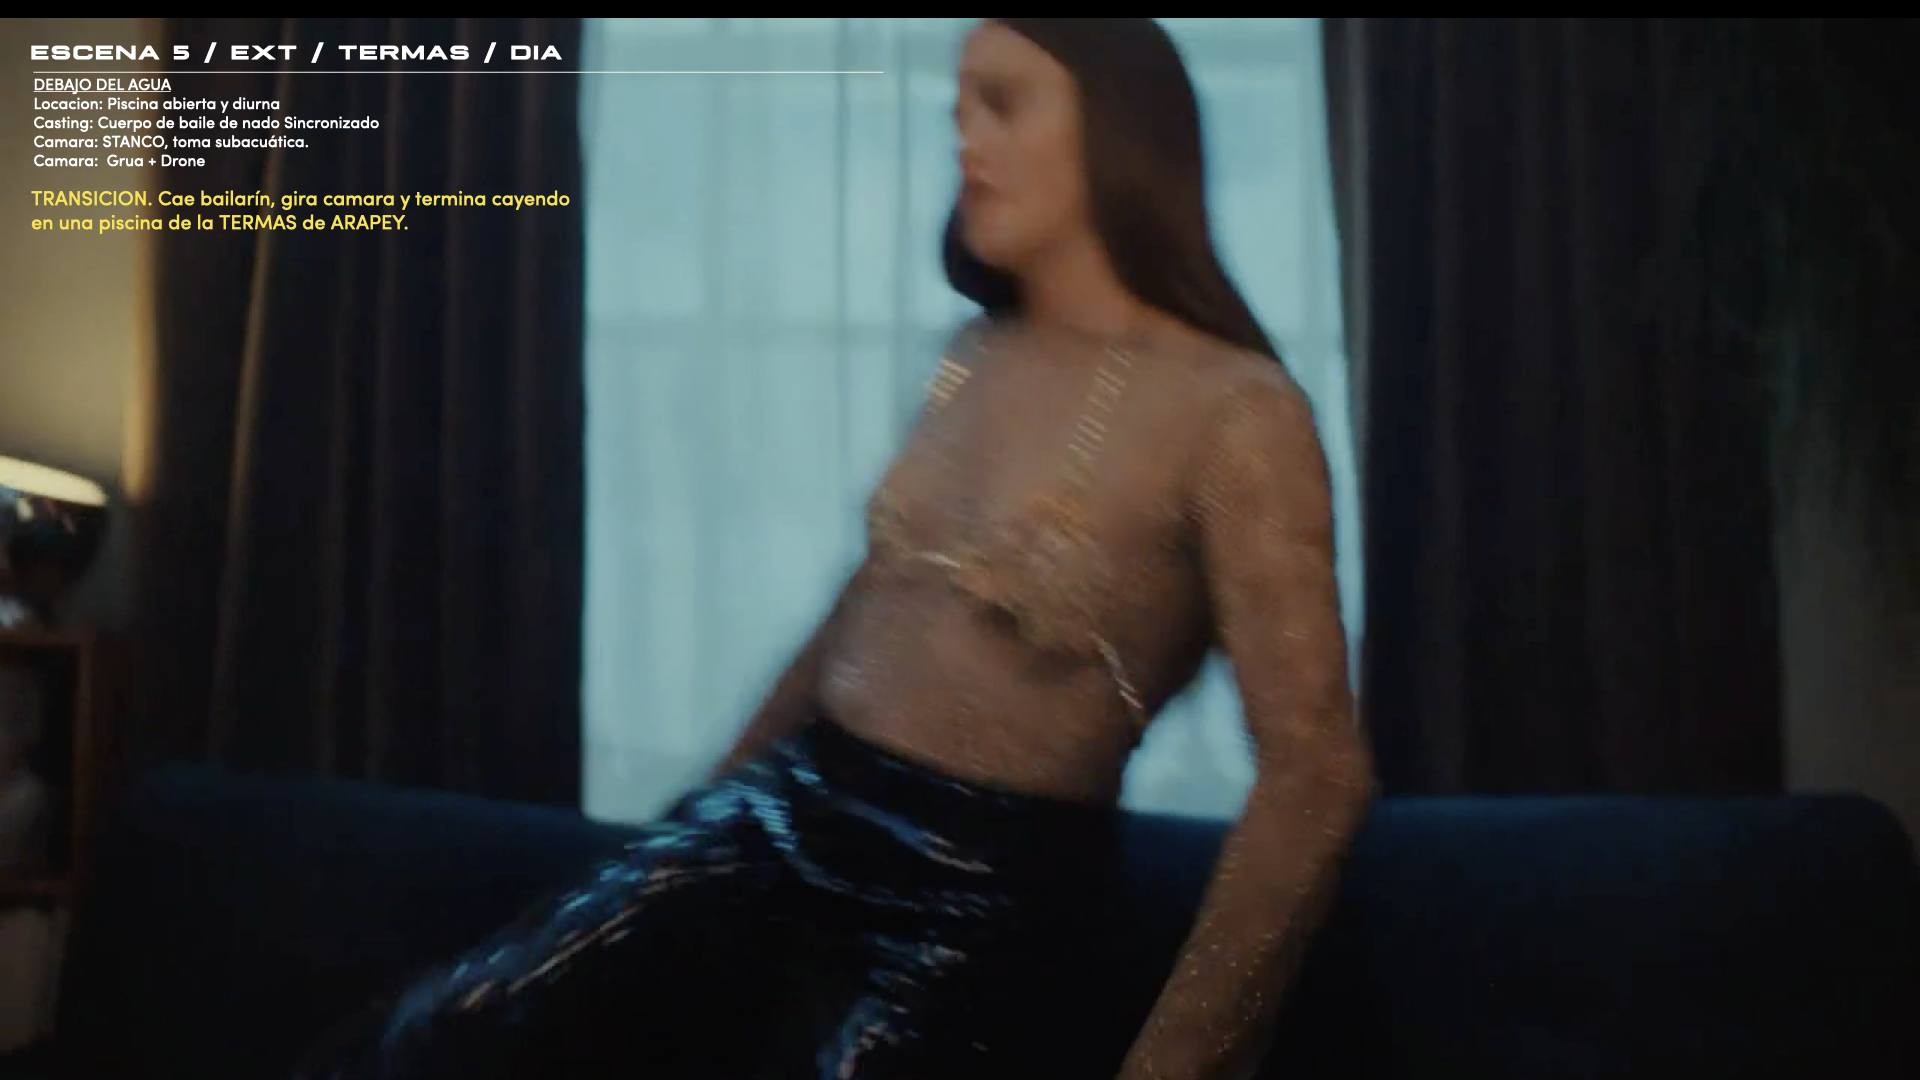 ESCENA 5 / EXT / TERMAS / DIA
DEBAJO DEL AGUA
Locacion: Piscina abierta y diurna
Casting: Cuerpo de baile de nado Sincronizado
Camara: STANCO, toma subacuática.
Camara: Grua + Drone
TRANSICION. Cae bailarín, gira camara y termina cayendo
en una piscina de la TERMAS de ARAPEY.